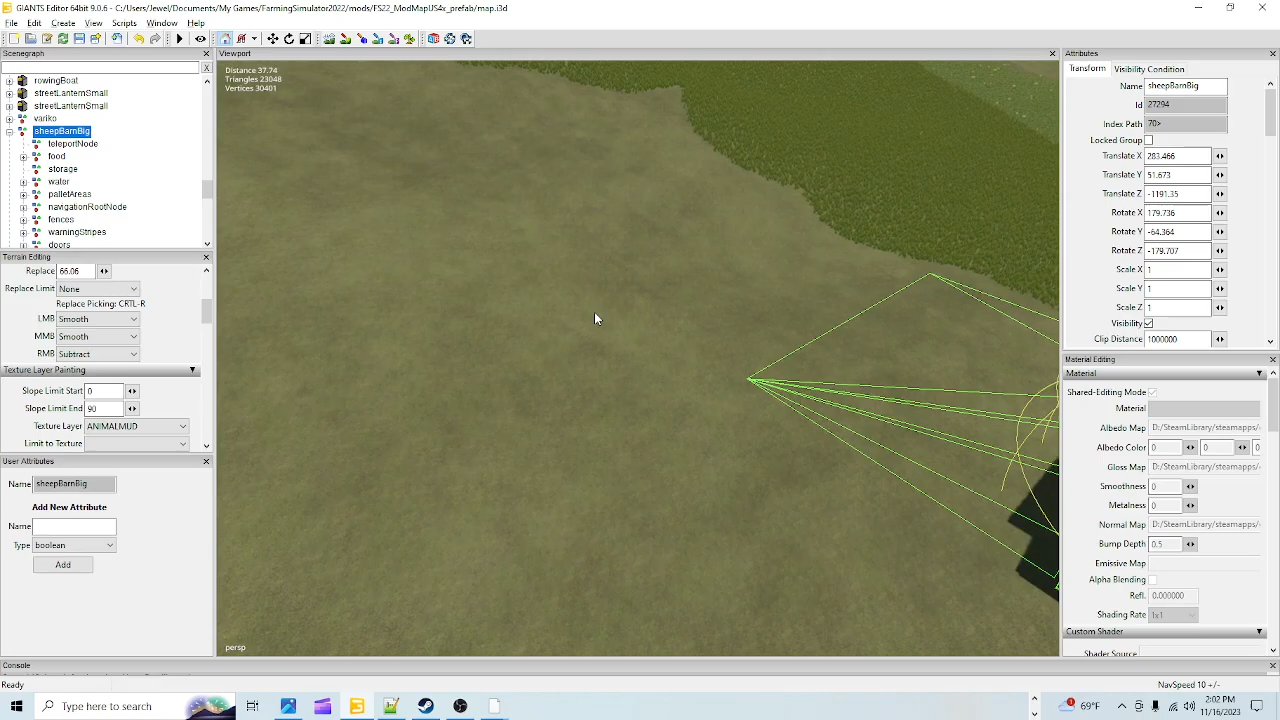 GIANTS Editor 64bit 9.0.6 - C:/Users/Jewel/Documents/My Games/FarmingSimulator2022/mods/FS22_ModMapUS4x_prefab/map.i3d
File Edit Create View Scripts Window Help
Scenegraph
X
rowingBoat
streetLanternSmall
streetLanternSmall
variko
sheepBarnBig
teleportNode
food
storage
water
palletAreas
navigationRootNode
fences
warningStripes
doors
Terrain Editing
Replace 66.06
Replace Limit None
Replace Picking: CRTL-R
LMB Smooth
MMB Smooth
RMB Subtract
Texture Layer Painting
Slope Limit Start 0
Slope Limit End 90
Texture Layer ANIMALMUD
Limit to Texture
User Attributes
Name sheepBarnBig
Add New Attribute
Name
Type boolean
Add
Viewport
Distance 37.74
Triangles 23048
Vertices 30401
persp
Attributes
Transform Visibility Condition
Name sheepBarnBig
Id 27294
Index Path 70>
Locked Group
Translate X 283.466
Translate Y 51.673
Translate Z -1191.35
Rotate X 179.736
Rotate Y -64.364
Rotate Z -179.707
Scale X 1
Scale Y 1
Scale Z 1
Visibility
Clip Distance 1000000
Material Editing
Material
Shared-Editing Mode
Material
Albedo Map D:/SteamLibrary/steamapps/
Albedo Color 0 0 0
Gloss Map D:/SteamLibrary/steamapps/
Smoothness 0
Metalness 0
Normal Map D:/SteamLibrary/steamapps/
Bump Depth 0.5
Emissive Map
Alpha Blending
Refl. 0.000000
Shading Rate 1x1
Custom Shader
Shader Source
Console
Ready
NavSpeed 10 +/-
Type here to search
69°F
2:02 PM
11/16/2023